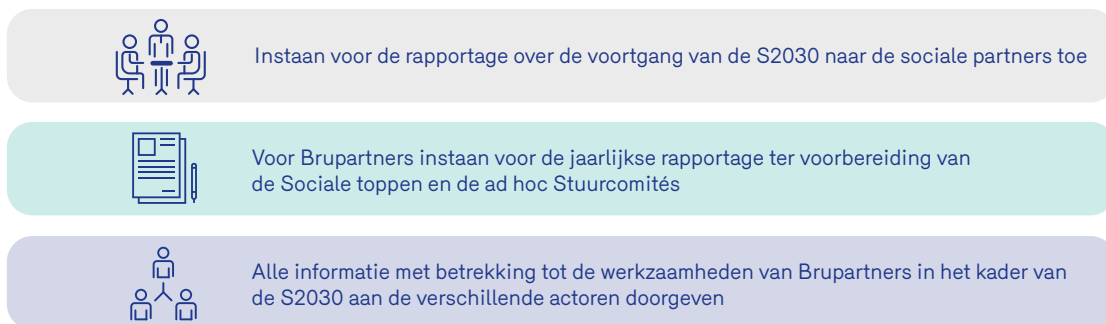 Instaan voor de rapportage over de voortgang van de S2030 naar de sociale partners toe
Voor Brupartners instaan voor de jaarlijkse rapportage ter voorbereiding van
de Sociale toppen en de ad hoc Stuurcomités
Alle informatie met betrekking tot de werkzaamheden van Brupartners in het kader van
de S2030 aan de verschillende actoren doorgeven